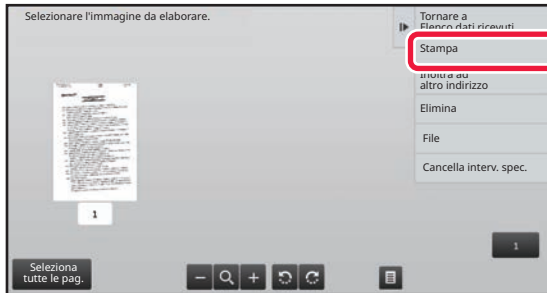 Selezionare l'immagine da elaborare.
Tornare a
Elenco dati ricevuti
Stampa
Inoltra ad
altro indirizzo
Elimina
File
Cancella interv. spec.
1
1
Seleziona
tutte le pag.